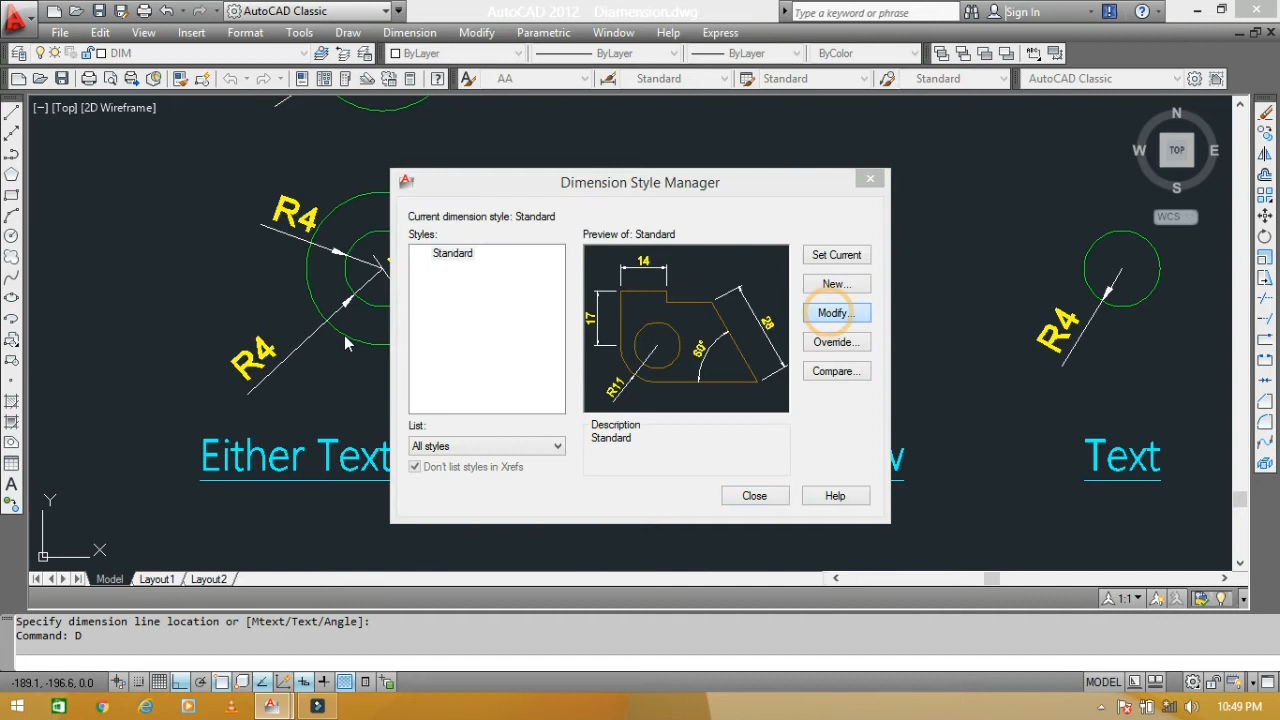 AutoCAD Classic
AutoCAD 2012
Diamension.dwg
Type a keyword or phrase
Sign In
File Edit View Insert Format Tools Draw Dimension Modify Parametric Window Help Express
DIM
ByLayer
ByLayer
ByLayer
ByColor
AA
Standard
Standard
Standard
AutoCAD Classic
[−] [Top] [2D Wireframe]
N
W TOP E
S
WCS
R4
R4
R4
Either Text
w
Text
Dimension Style Manager
Current dimension style: Standard
Styles:
Standard
Preview of: Standard
14
17
28
60°
R11
Set Current
New...
Modify...
Override...
Compare...
List:
All styles
Don't list styles in Xrefs
Description
Standard
Close
Help
Y
X
Model Layout1 Layout2
1:1
Specify dimension line location or [Mtext/Text/Angle]:
Command: D
-189.1, -196.6, 0.0
MODEL
10:49 PM